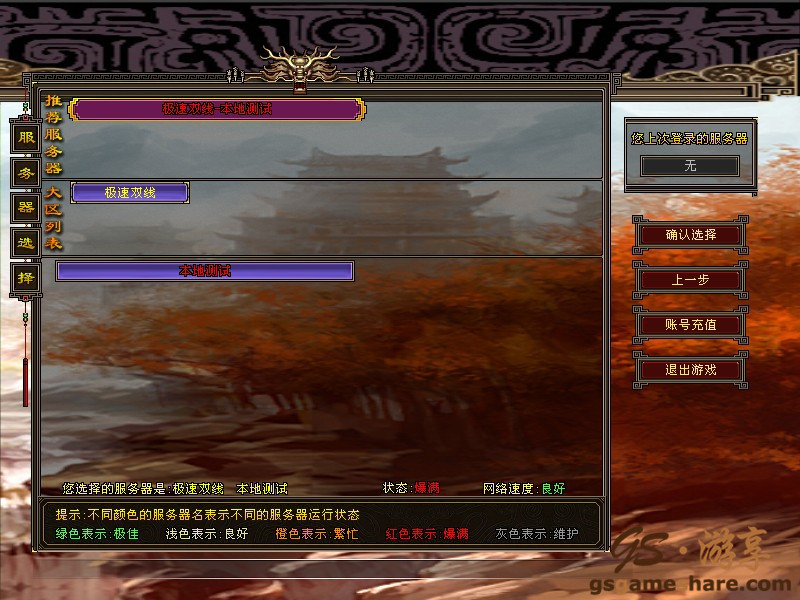 服务器选择
推荐服务器
极速双线-本地测试
大区列表
极速双线
本地测试
您上次登录的服务器
无
确认选择
上一步
账号充值
退出游戏
您选择的服务器是:极速双线 本地测试 状态:爆满 网络速度:良好
提示:不同颜色的服务器名表示不同的服务器运行状态
绿色表示:极佳 浅色表示:良好 橙色表示:繁忙 红色表示:爆满 灰色表示:维护
GS·游享